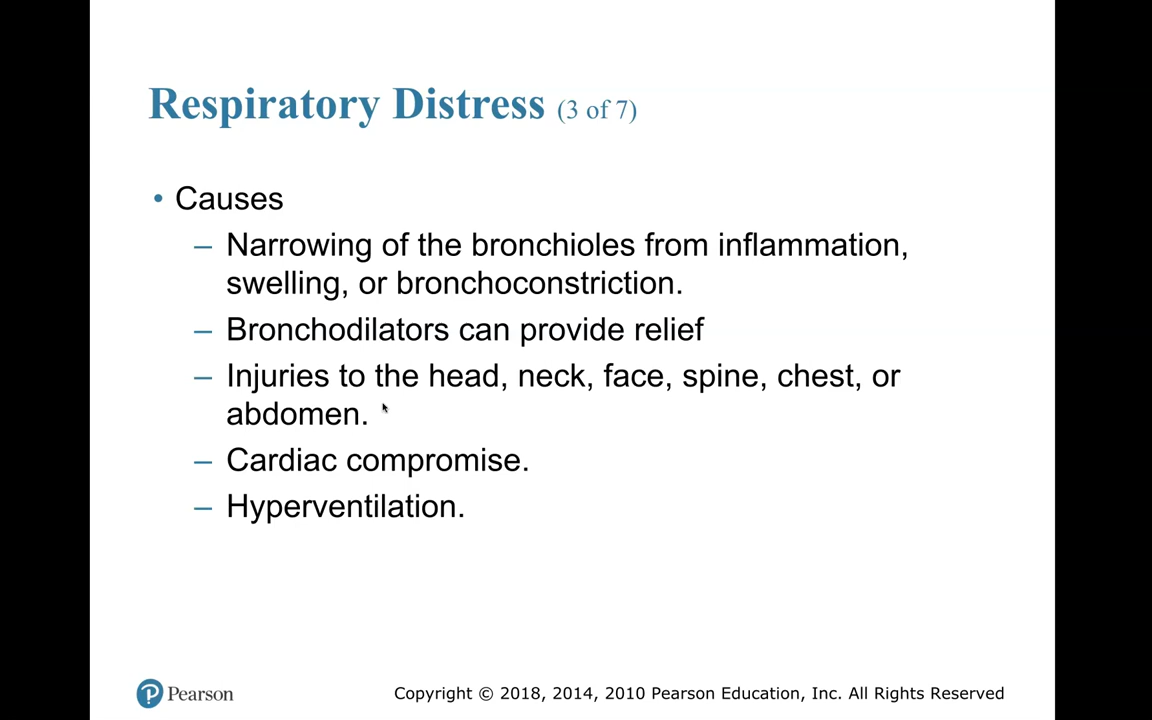 Respiratory Distress (3 of 7)
• Causes
– Narrowing of the bronchioles from inflammation,
swelling, or bronchoconstriction.
– Bronchodilators can provide relief
– Injuries to the head, neck, face, spine, chest, or
abdomen.
– Cardiac compromise.
– Hyperventilation.
P Pearson
Copyright © 2018, 2014, 2010 Pearson Education, Inc. All Rights Reserved